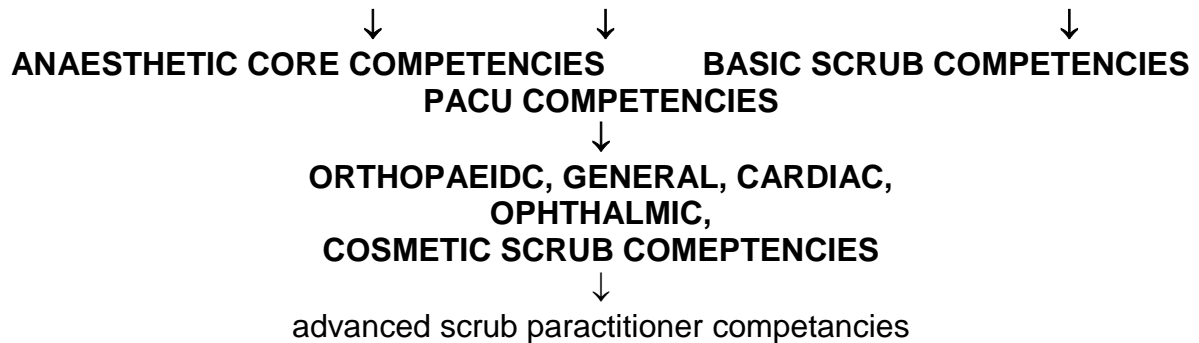 ANAESTHETIC CORE COMPETENCIES BASIC SCRUB COMPETENCIES
PACU COMPETENCIES
ORTHOPAEIDC, GENERAL, CARDIAC,
OPHTHALMIC,
COSMETIC SCRUB COMEPTENCIES
advanced scrub paractitioner competancies